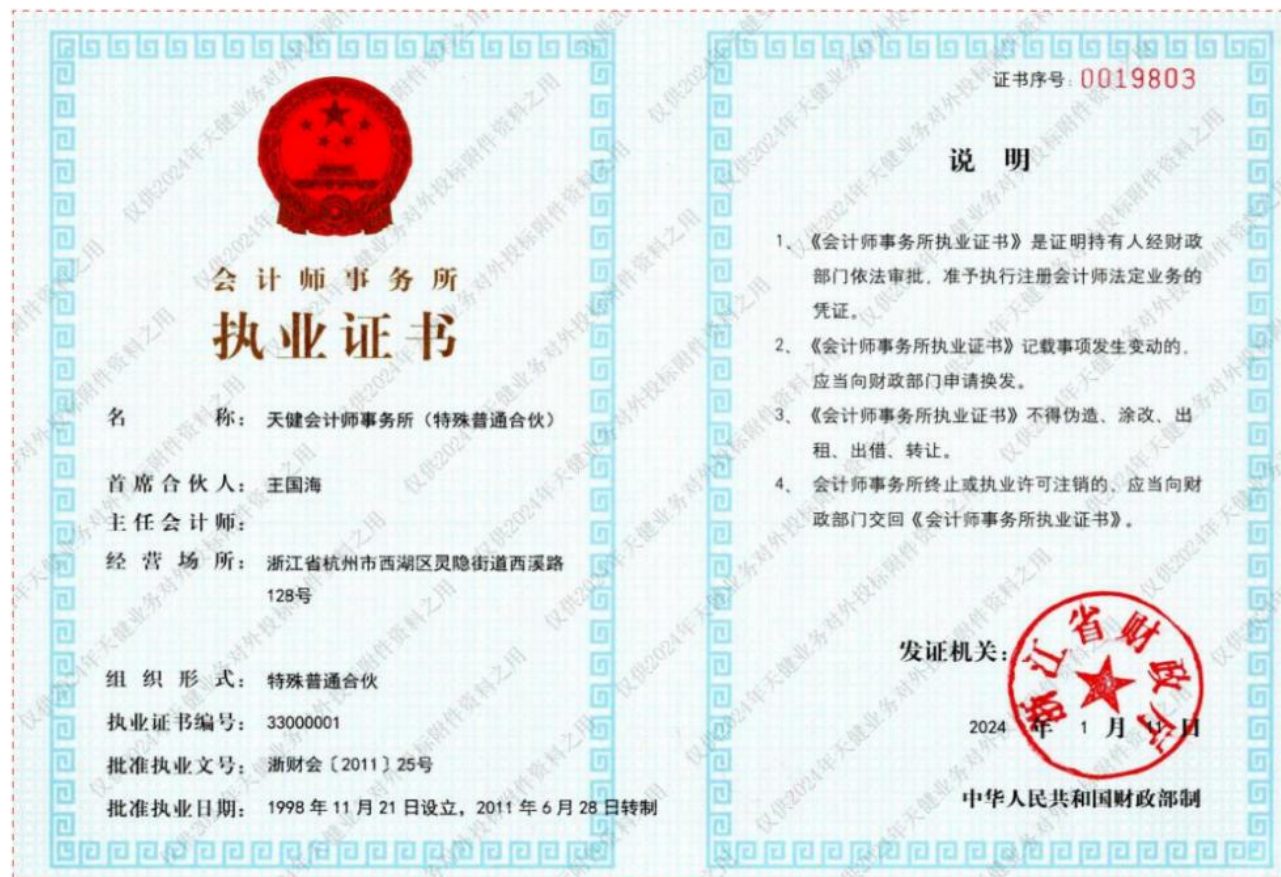 会计师事务所
执业证书
名 称： 天健会计师事务所（特殊普通合伙）
首席合伙人： 王国海
主任会计师：
经 营 场 所： 浙江省杭州市西湖区灵隐街道西溪路
128号
组 织 形 式： 特殊普通合伙
执业证书编号： 33000001
批准执业文号： 浙财会〔2011〕25号
批准执业日期： 1998年11月21日设立，2011年6月28日转制
证书序号：0019803
说 明
1、《会计师事务所执业证书》是证明持有人经财政
部门依法审批，准予执行注册会计师法定业务的
凭证。
2、《会计师事务所执业证书》记载事项发生变动的，
应当向财政部门申请换发。
3、《会计师事务所执业证书》不得伪造、涂改、出
租、出借、转让。
4、会计师事务所终止或执业许可注销的，应当向财
政部门交回《会计师事务所执业证书》。
发证机关：
浙江省财政厅
2024 年 1 月 11 日
中华人民共和国财政部制
仅供2024年天健业务对外投标附件资料之用